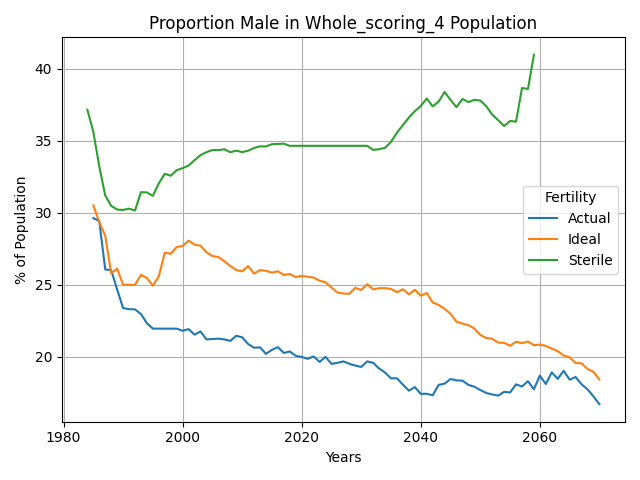 Proportion Male in Whole_scoring_4 Population
% of Population
40
35
30
25
20
Fertility
Actual
Ideal
Sterile
1980
2000
2020
2040
2060
Years